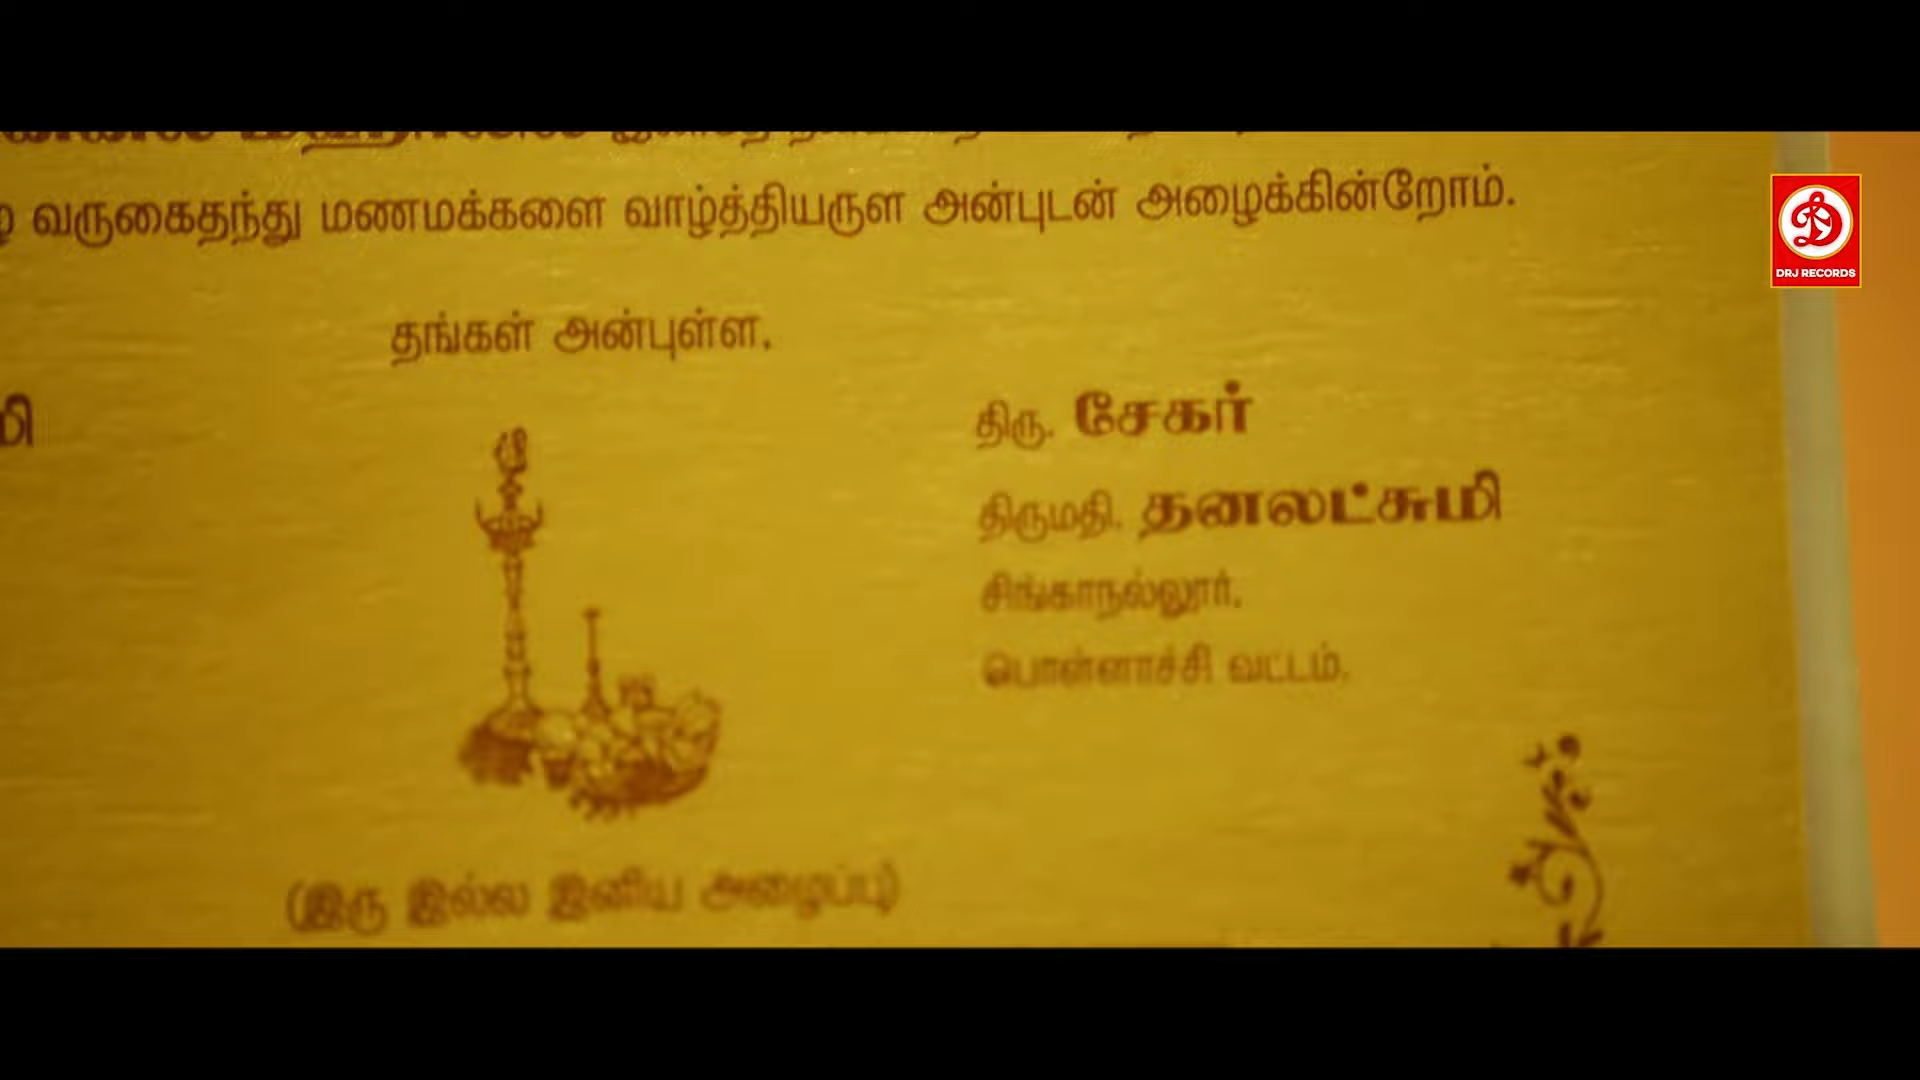 வருகைதந்து மணமக்களை வாழ்த்தியருள அன்புடன் அழைக்கின்றோம்.
தங்கள் அன்புள்ள,
திரு. சேகர்
திருமதி. தனலட்சுமி
சிங்காநல்லூர்,
பொள்ளாச்சி வட்டம்.
(இரு இல்ல இனிய அழைப்பு)
DRJ RECORDS